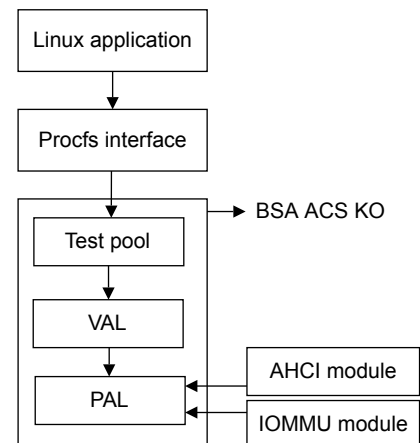 Linux application
Procfs interface
BSA ACS KO
Test pool
VAL
AHCI module
PAL
IOMMU module